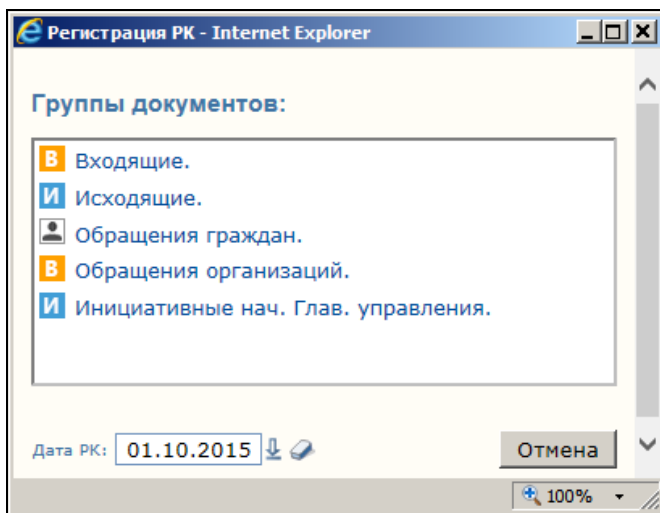 Регистрация РК - Internet Explorer
Группы документов:
В Входящие.
И Исходящие.
Обращения граждан.
В Обращения организаций.
И Инициативные нач. Глав. управления.
Дата РК: 01.10.2015 Отмена
100%